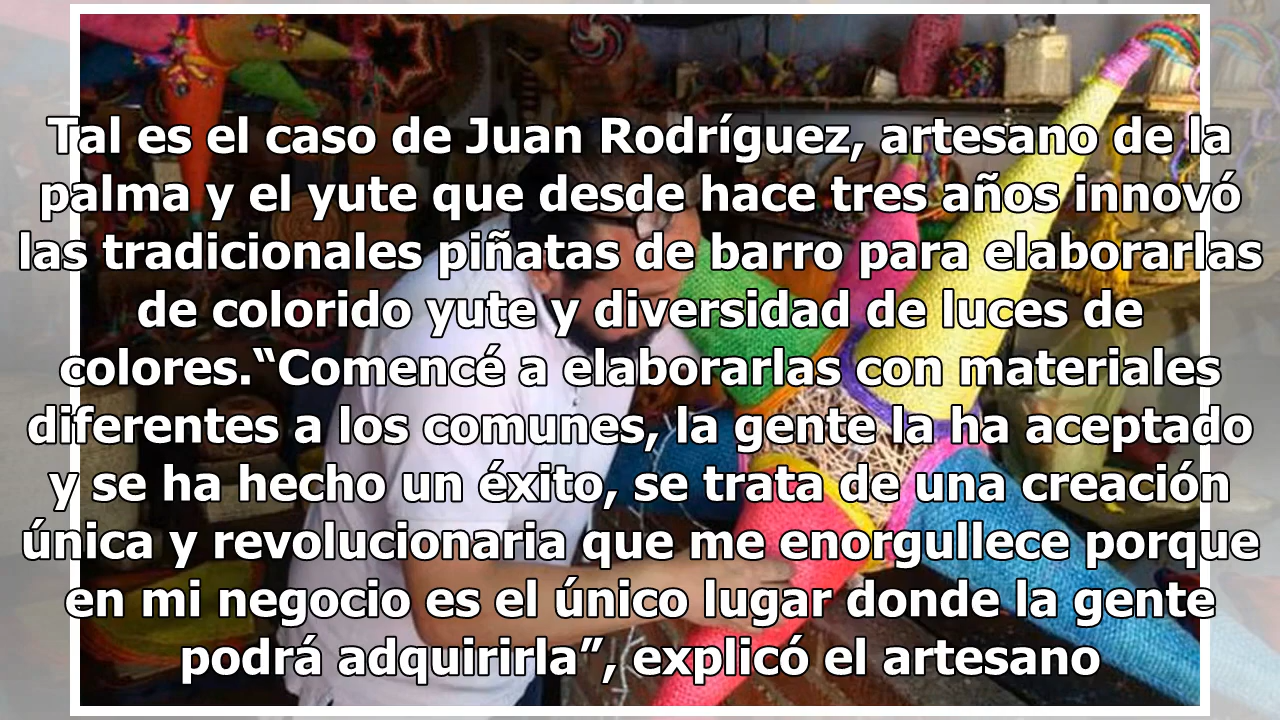 Tal es el caso de Juan Rodríguez, artesano de la
palma y el yute que desde hace tres años innovó
las tradicionales piñatas de barro para elaborarlas
de colorido yute y diversidad de luces de
colores.“Comencé a elaborarlas con materiales
diferentes a los comunes, la gente la ha aceptado
y se ha hecho un éxito, se trata de una creación
única y revolucionaria que me enorgullece porque
en mi negocio es el único lugar donde la gente
podrá adquirirla”, explicó el artesano